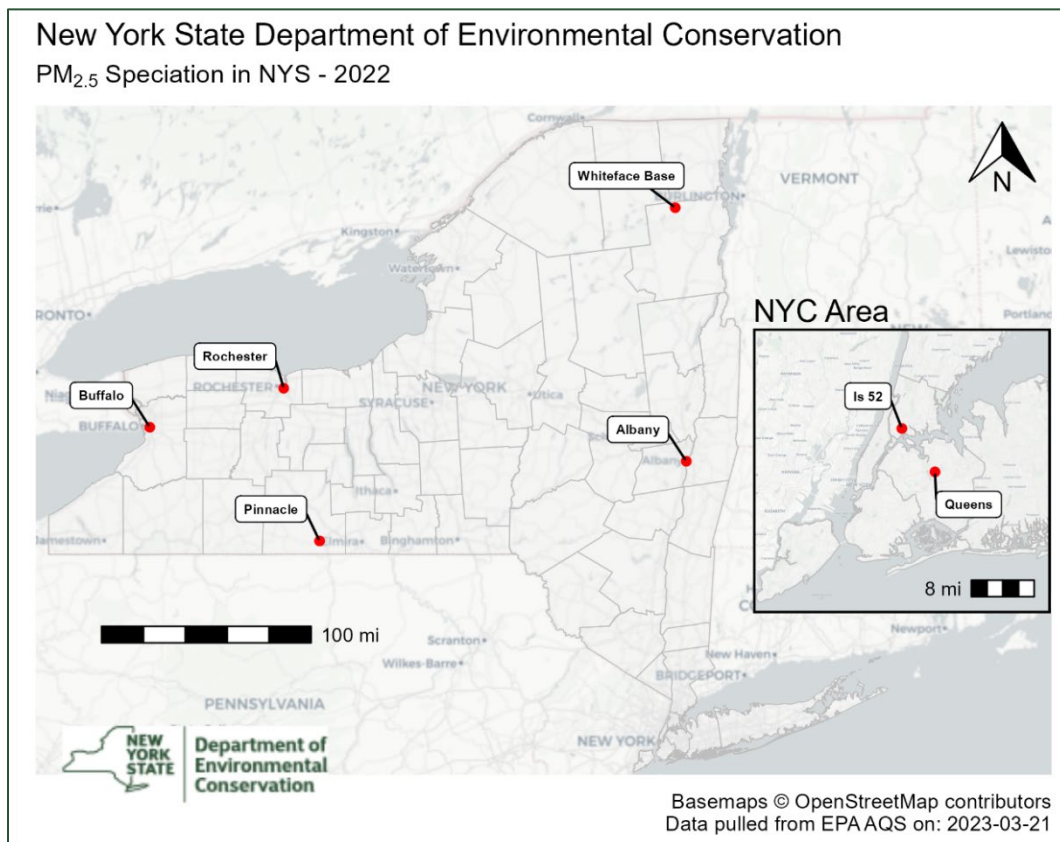 New York State Department of Environmental Conservation
PM2.5 Speciation in NYS - 2022
Cornwall
Whiteface Base
BURLINGTON
VERMONT
N
Kingston
Watertown
Lewiston
NYC Area
Portland
Rochester
ROCHESTER
NEW YORK
Utica
SYRACUSE
Buffalo
BUFFALO
Is 52
Albany
Albany
Ithaca
Pinnacle
Queens
Jamestown
Binghamton
8 mi
100 mi
Scranton
Newport
New Haven
Wilkes-Barre
BRIDGEPORT
PENNSYLVANIA
NEW YORK
NEW
YORK
STATE
Department of
Environmental
Conservation
Basemaps © OpenStreetMap contributors
Data pulled from EPA AQS on: 2023-03-21